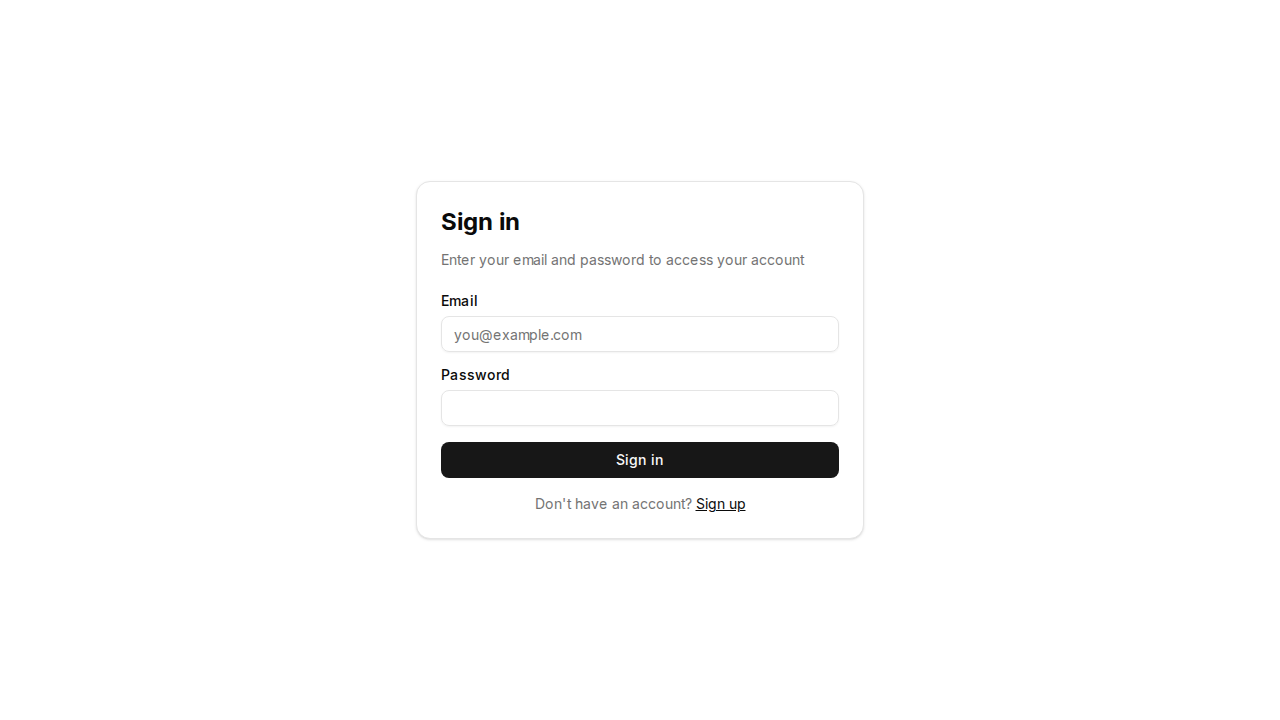 Sign in
Enter your email and password to access your account
Email
you@example.com
Password
Sign in
Don't have an account? Sign up